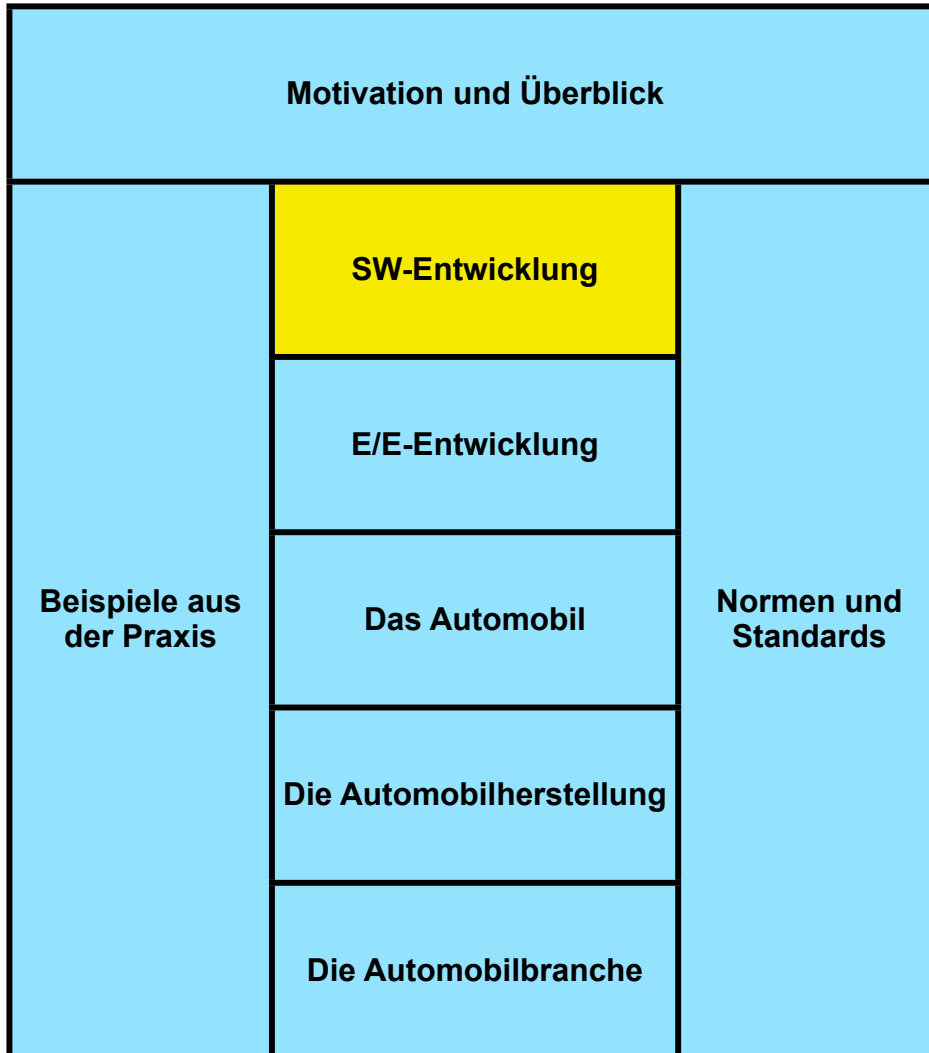 Motivation und Überblick
SW-Entwicklung
E/E-Entwicklung
Beispiele aus
der Praxis
Das Automobil
Normen und
Standards
Die Automobilherstellung
Die Automobilbranche